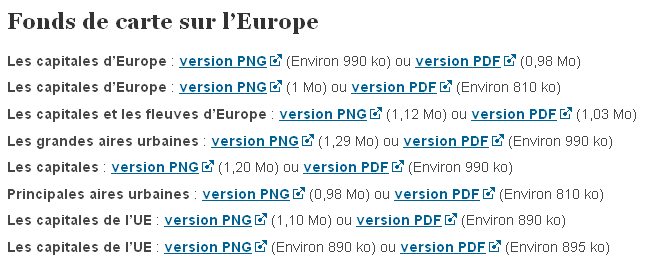 Fonds de carte sur l’Europe
Les capitales d’Europe : version PNG (Environ 990 ko) ou version PDF (0,98 Mo)
Les capitales d’Europe : version PNG (1 Mo) ou version PDF (Environ 810 ko)
Les capitales et les fleuves d’Europe : version PNG (1,12 Mo) ou version PDF (1,03 Mo)
Les grandes aires urbaines : version PNG (1,29 Mo) ou version PDF (Environ 990 ko)
Les capitales : version PNG (1,20 Mo) ou version PDF (Environ 990 ko)
Principales aires urbaines : version PNG (0,98 Mo) ou version PDF (Environ 810 ko)
Les capitales de l’UE : version PNG (1,10 Mo) ou version PDF (Environ 890 ko)
Les capitales de l’UE : version PNG (Environ 890 ko) ou version PDF (Environ 895 ko)